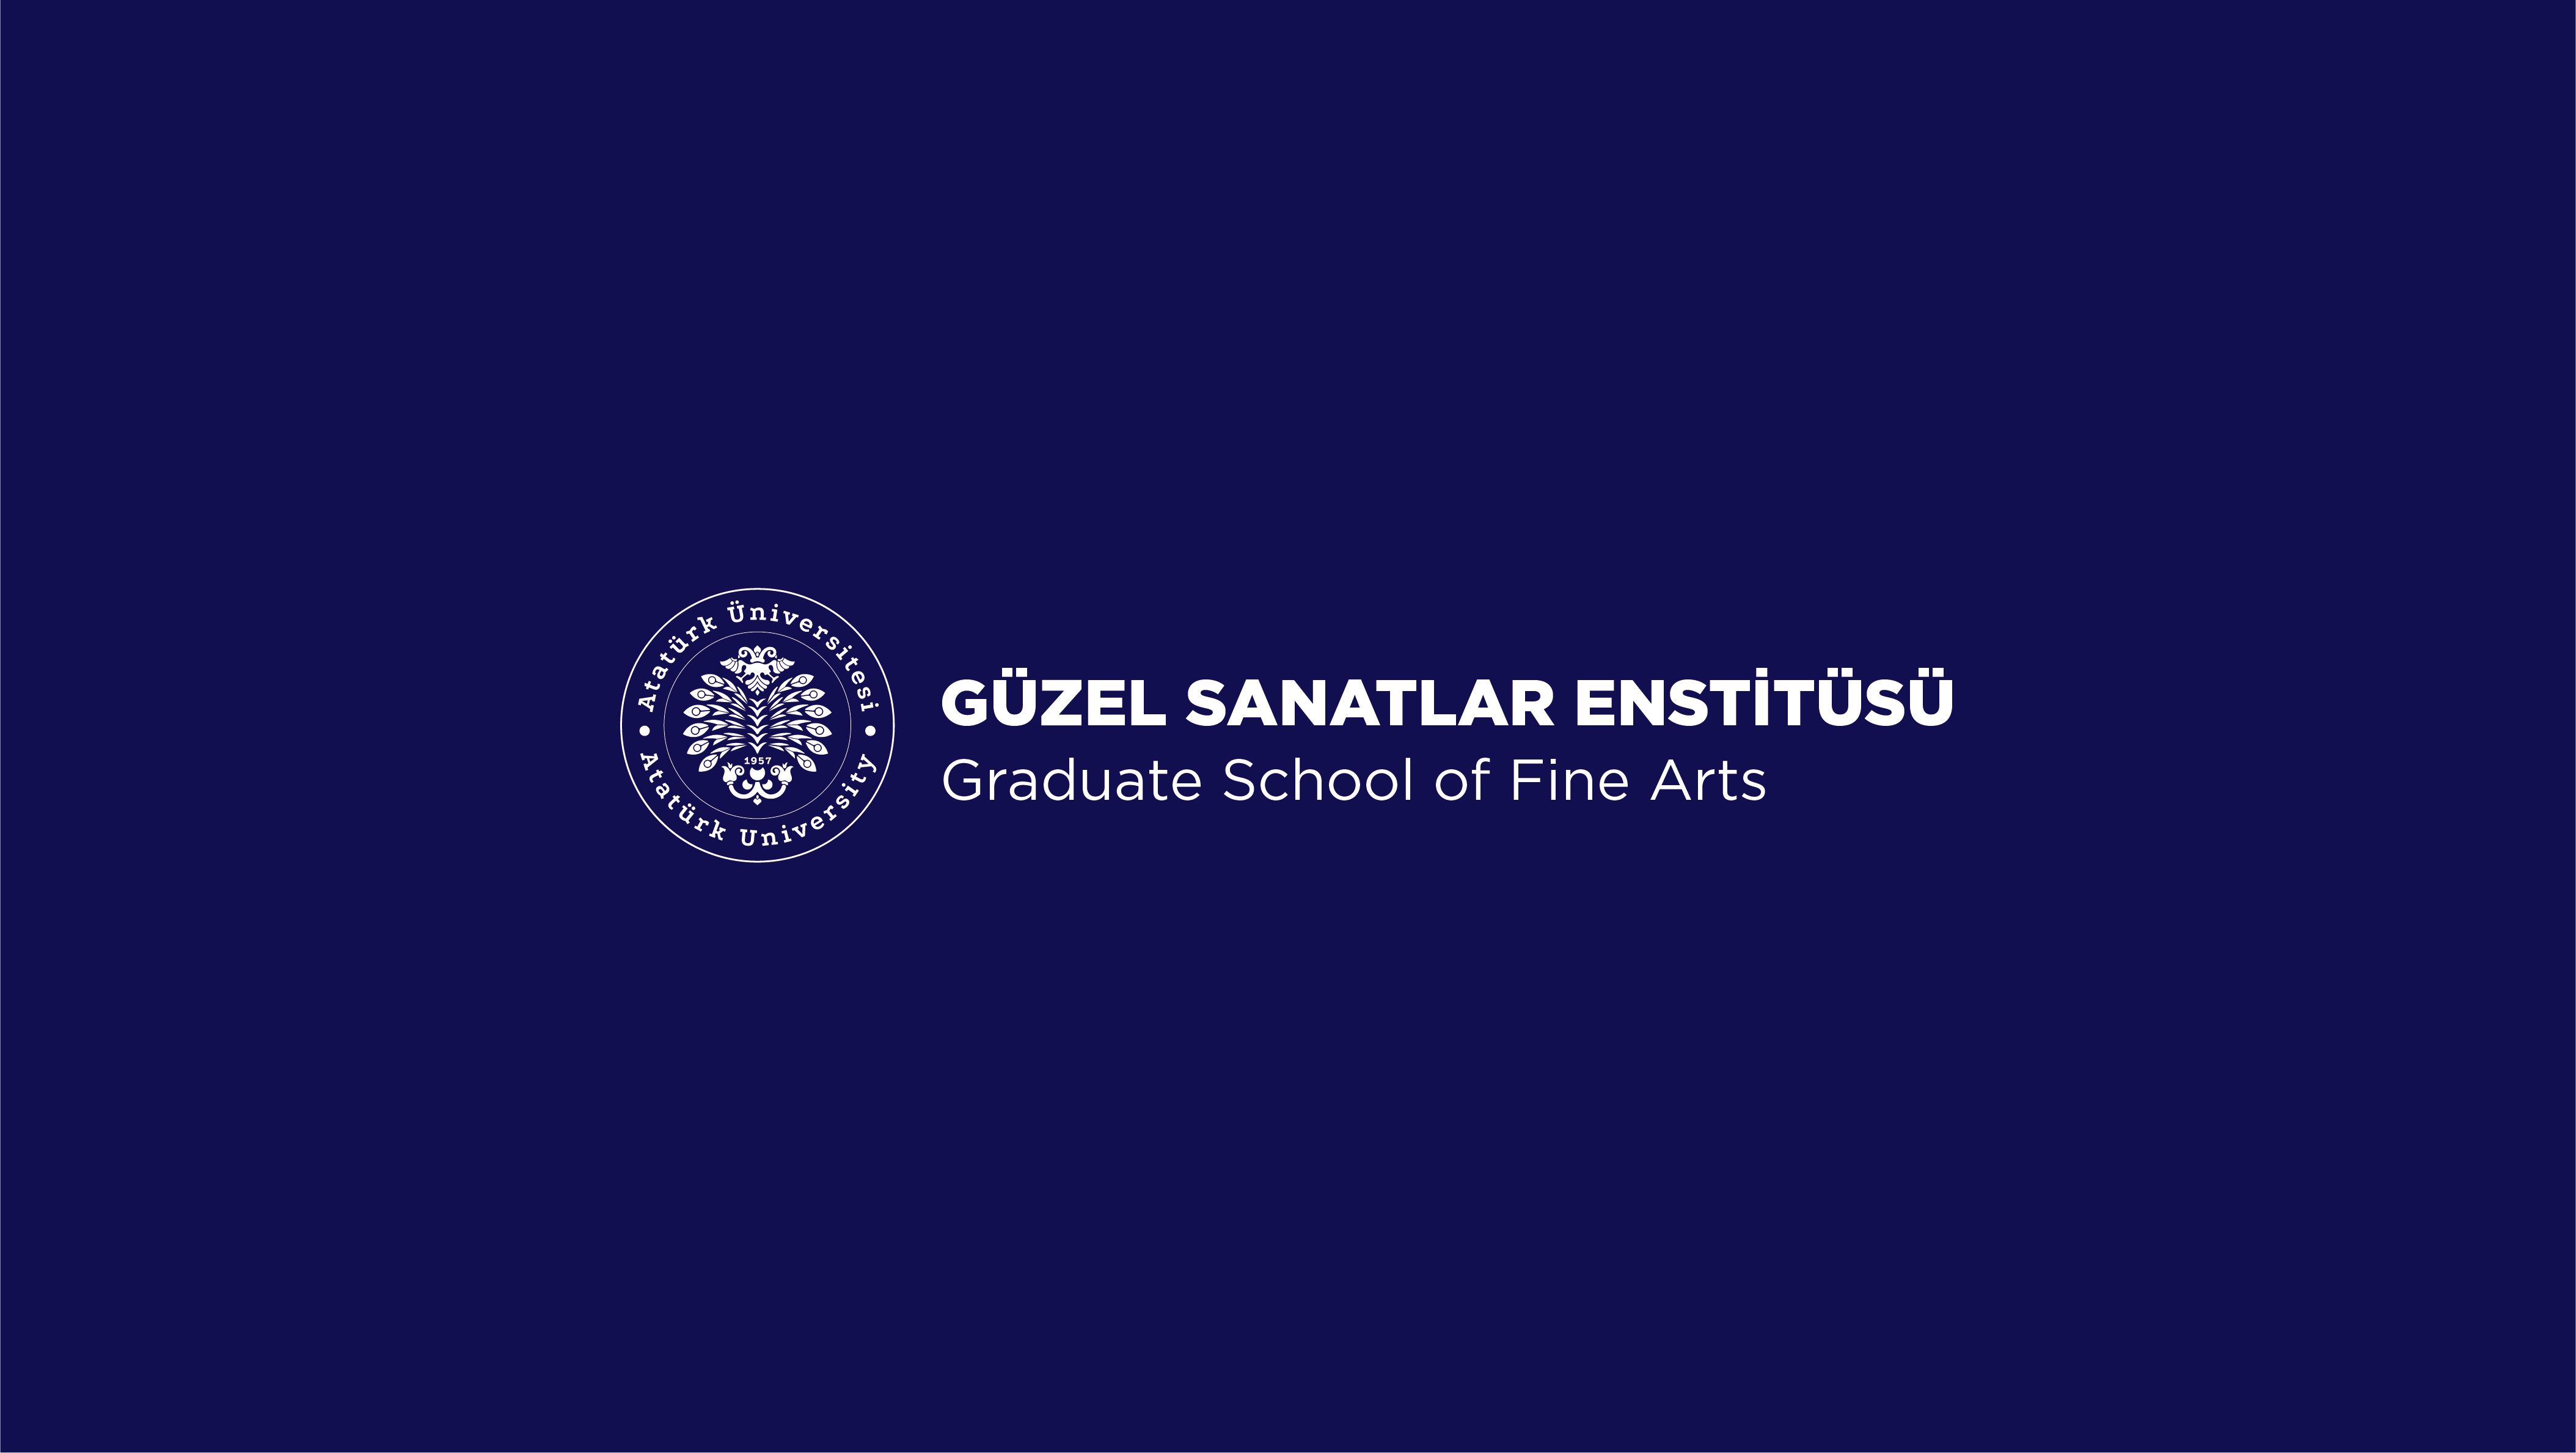 Atatürk Üniversitesi
1957
Atatürk University
GÜZEL SANATLAR ENSTİTÜSÜ
Graduate School of Fine Arts